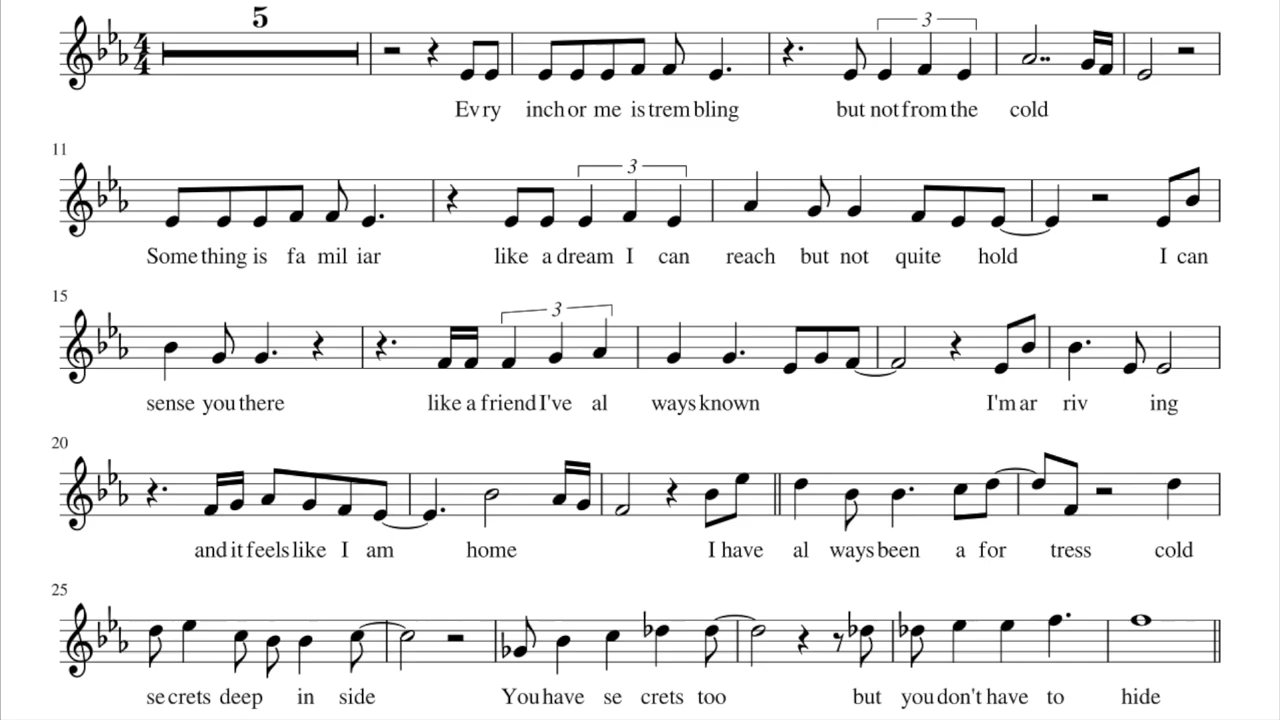 5
3
Ev ry inch or me is trem bling but not from the cold
11
3
Some thing is fa mil iar like a dream I can reach but not quite hold I can
15
3
sense you there like a friend I've al ways known I'm ar riv ing
20
and it feels like I am home I have al ways been a for tress cold
25
se crets deep in side You have se crets too but you don't have to hide